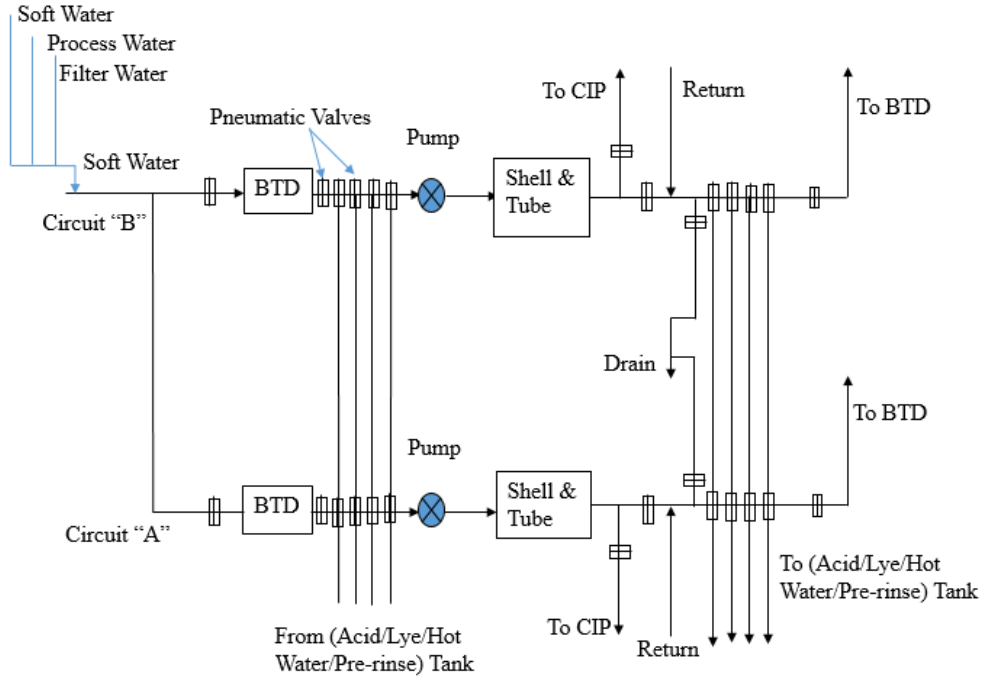 Soft Water
Process Water
Filter Water
Soft Water
Circuit “B”
Pneumatic Valves
BTD
Pump
Shell &
Tube
To CIP
Return
To BTD
Drain
Circuit “A”
BTD
Pump
Shell &
Tube
To BTD
To CIP
Return
From (Acid/Lye/Hot
Water/Pre-rinse) Tank
To (Acid/Lye/Hot
Water/Pre-rinse) Tank